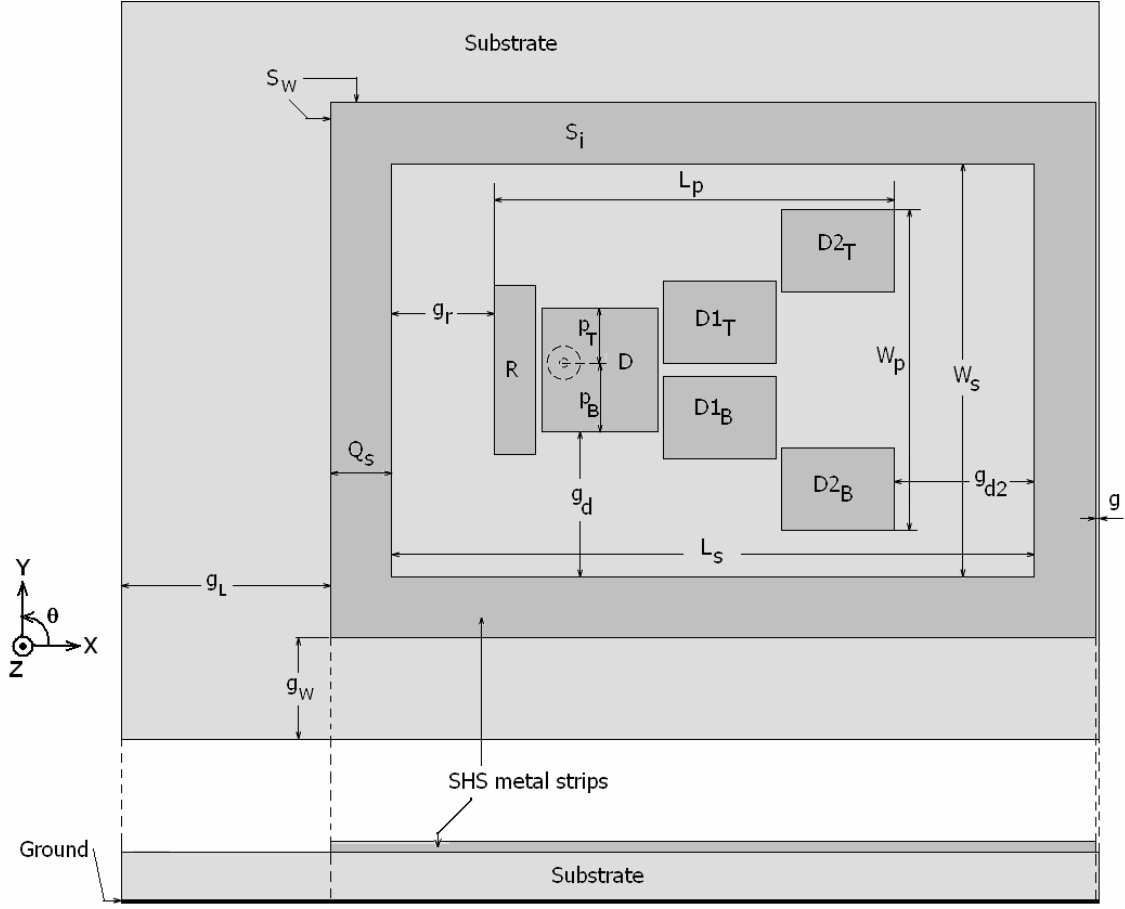 Substrate
S_W
S_i
L_p
D2_T
g_r
p_T
D1_T
R
D
W_p
W_s
p_B
D1_B
Q_s
g_d
D2_B
g_d2
g
L_s
g_L
Y
θ
X
Z
g_W
SHS metal strips
Ground
Substrate